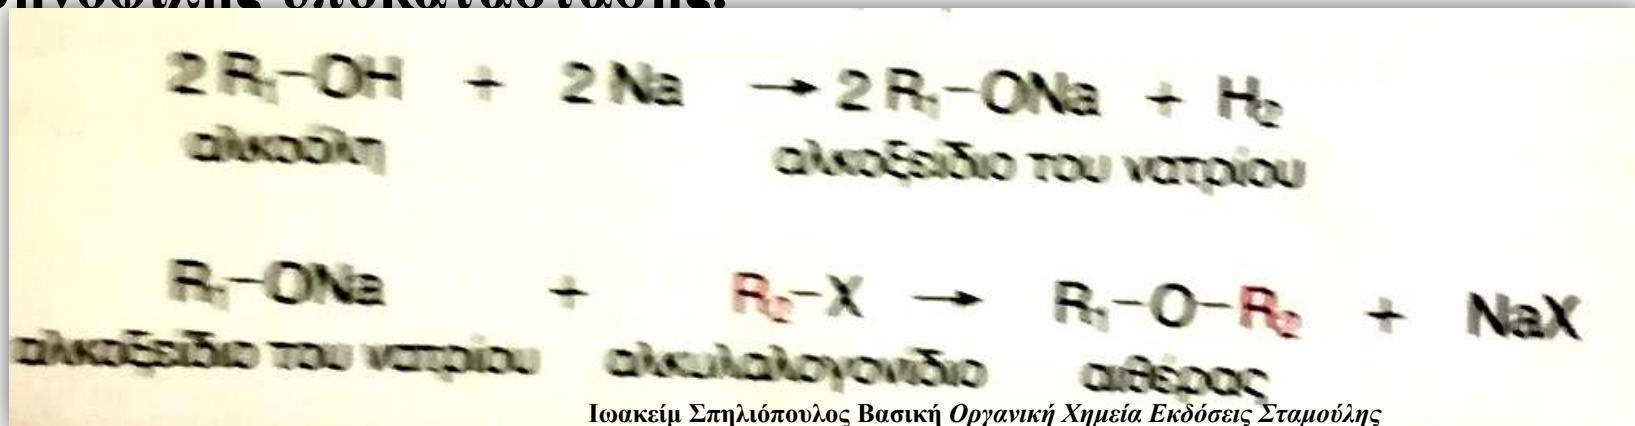 2 R₁–OH + 2 Na → 2 R₁–ONa + H₂
αλκοόλη αλκοξείδιο του νατρίου
R₁–ONa + R₂–X → R₁–O–R₂ + NaX
αλκοξείδιο του νατρίου αλκυλαλογονίδιο αιθέρας
Ιωακείμ Σπηλιόπουλος Βασική Οργανική Χημεία Εκδόσεις Σταμούλης